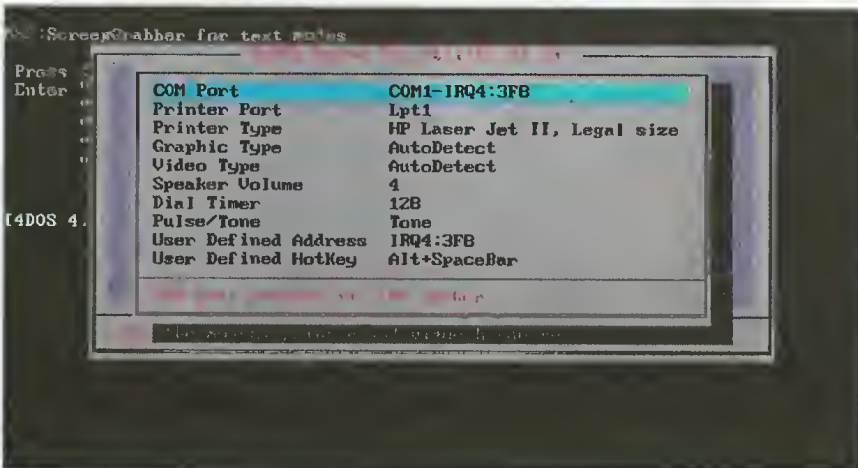 :ScreenGrabber for text modes
Press
Enter
COM Port COM1-IRQ4:3F8
Printer Port Lpt1
Printer Type HP Laser Jet II, Legal size
Graphic Type AutoDetect
Video Type AutoDetect
Speaker Volume 4
Dial Timer 128
Pulse/Tone Tone
[4DOS 4.
User Defined Address IRQ4:3F8
User Defined HotKey Alt+SpaceBar